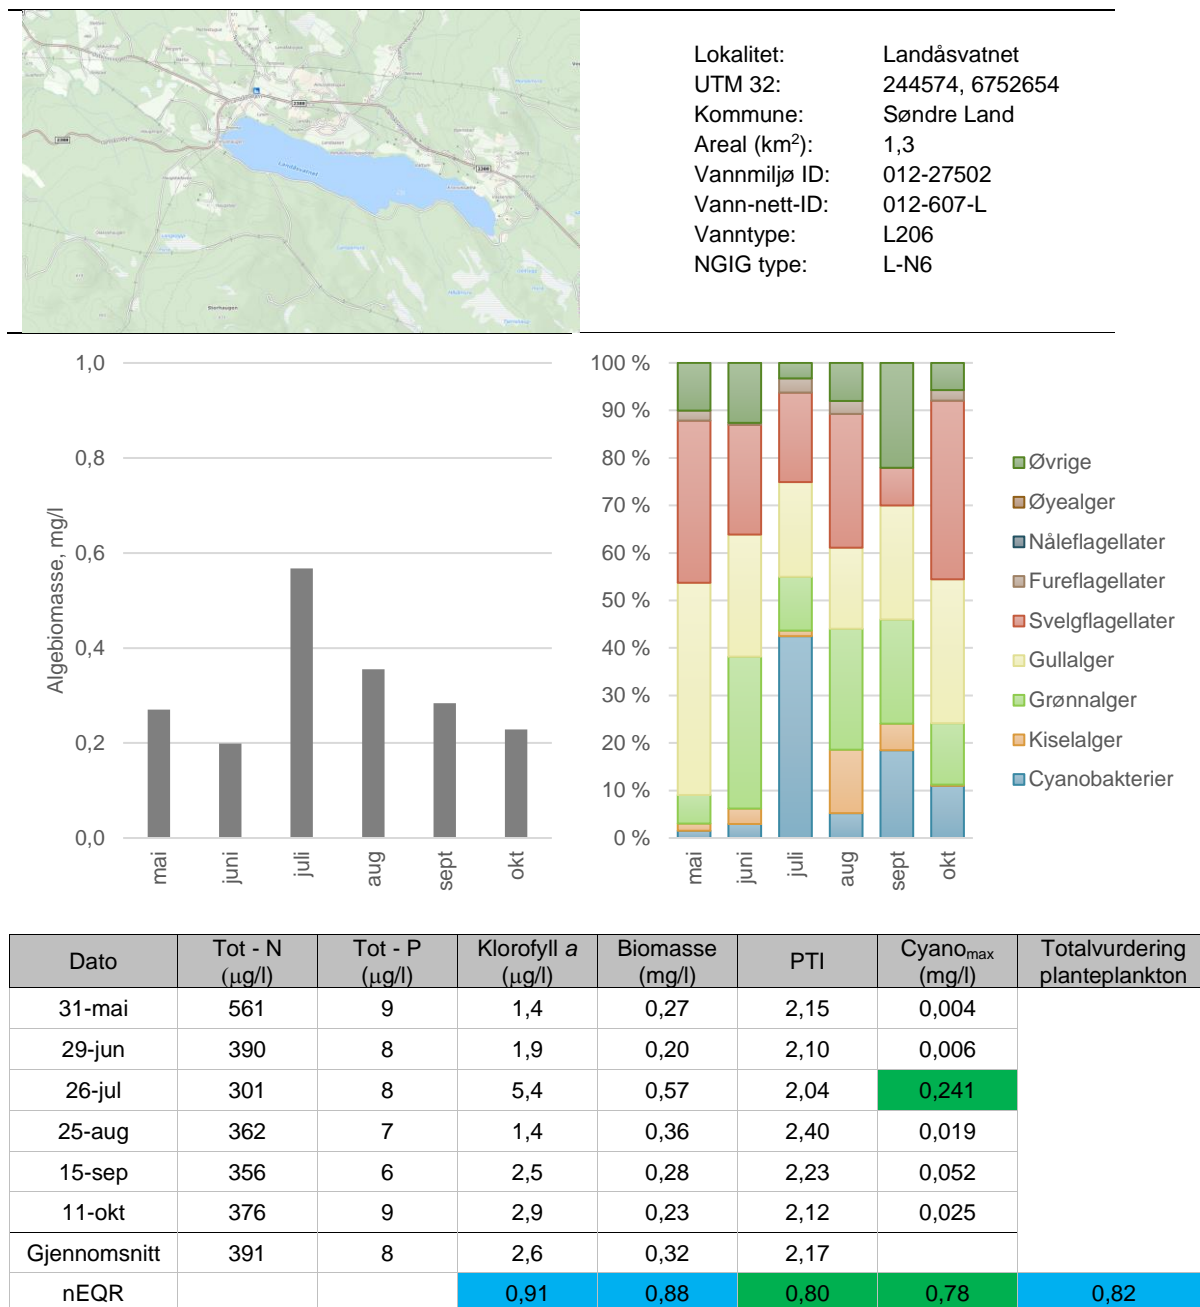 Lokalitet: Landåsvatnet
UTM 32: 244574, 6752654
Kommune: Søndre Land
Areal (km2): 1,3
Vannmiljø ID: 012-27502
Vann-nett-ID: 012-607-L
Vanntype: L206
NGIG type: L-N6
2388
2388
2388
Landåsvatnet
Bjørhaugen
Algebiomasse, mg/l
1,0
0,8
0,6
0,4
0,2
0,0
mai juni juli aug sept okt
100 %
90 %
80 %
70 %
60 %
50 %
40 %
30 %
20 %
10 %
0 %
mai juni juli aug sept okt
Øvrige
Øyealger
Nåleflagellater
Fureflagellater
Svelgflagellater
Gullalger
Grønnalger
Kiselalger
Cyanobakterier
Dato Tot - N (µg/l) Tot - P (µg/l) Klorofyll a (µg/l) Biomasse (mg/l) PTI Cyanomax (mg/l) Totalvurdering planteplankton
31-mai 561 9 1,4 0,27 2,15 0,004
29-jun 390 8 1,9 0,20 2,10 0,006
26-jul 301 8 5,4 0,57 2,04 0,241
25-aug 362 7 1,4 0,36 2,40 0,019
15-sep 356 6 2,5 0,28 2,23 0,052
11-okt 376 9 2,9 0,23 2,12 0,025
Gjennomsnitt 391 8 2,6 0,32 2,17
nEQR 0,91 0,88 0,80 0,78 0,82